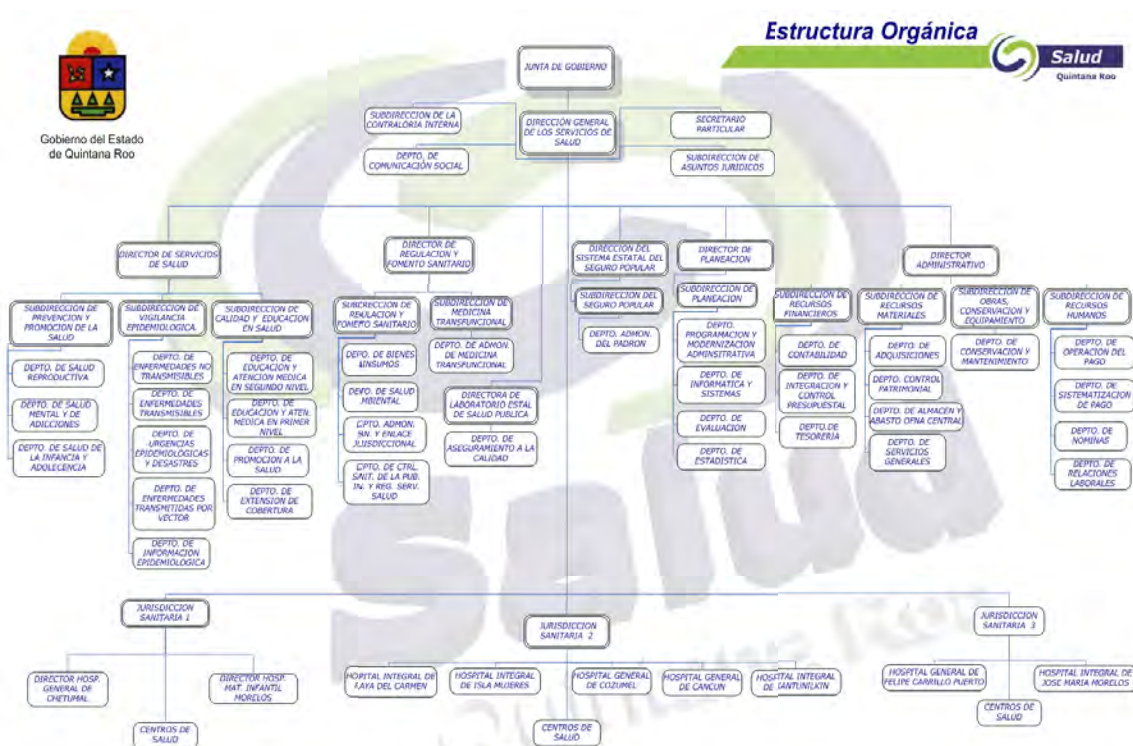 Estructura Orgánica
Salud
Quintana Roo
Gobierno del Estado
de Quintana Roo
JUNTA DE GOBIERNO
SUBDIRECCION DE LA
CONTRALORIA INTERNA
DIRECCIÓN GENERAL
DE LOS SERVICIOS DE
SALUD
SECRETARIO
PARTICULAR
DEPTO. DE
COMUNICACIÓN SOCIAL
SUBDIRECCION DE
ASUNTOS JURIDICOS
DIRECTOR DE SERVICIOS
DE SALUD
DIRECTOR DE
REGULACION Y
FOMENTO SANITARIO
DIRECCION DEL
SISTEMA ESTATAL DEL
SEGURO POPULAR
DIRECTOR DE
PLANEACION
DIRECTOR
ADMINISTRATIVO
SUBDIRECCION DE
PREVENCION Y
PROMOCION DE LA
SALUD
DEPTO. DE SALUD
REPRODUCTIVA
DEPTO. DE SALUD
MENTAL Y DE
ADICCIONES
DEPTO. DE SALUD DE
LA INFANCIA Y
ADOLECENCIA
SUBDIRECCION DE
VIGILANCIA
EPIDEMIOLOGICA.
DEPTO. DE
ENFERMEDADES NO
TRANSMISIBLES
DEPTO. DE
ENFERMEDADES
TRANSMISIBLES
DEPTO. DE
URGENCIAS
EPIDEMIOLOGICAS
Y DESASTRES
DEPTO. DE
ENFERMEDADES
TRANSMITIDAS POR
VECTOR
DEPTO. DE
INFORMACION
EPIDEMIOLOGICA
SUBDIRECCION DE
CALIDAD Y EDUCACION
EN SALUD
DEPTO. DE
EDUCACION Y
ATENCION MEDICA
EN SEGUNDO NIVEL
DEPTO. DE
EDUCACION Y ATEN.
MEDICA EN PRIMER
NIVEL
DEPTO. DE
PROMOCION A LA
SALUD
DEPTO. DE
EXTENSION DE
COBERTURA
SUBDIRECCION DE
REGULACION Y
FOMENTO SANITARIO
DEPO. DE BIENES
INSUMOS
DEPO. DE SALUD
MBIENTAL
CPTO. ADMON.
SN. Y ENLACE
JUISDICCIONAL
CPTO. DE CTRL.
SANIT. DE LA PUB.
IN. Y REG. SERV.
SALUD
SUBDIRECCION DE
MEDICINA
TRANSFUNCIONAL
DEPTO. DE ADMON.
DE MEDICINA
TRANSFUNCIONAL
DIRECTORA DE
LABORATORIO ESTAL
DE SALUD PUBLICA
DEPTO. DE
ASEGURAMIENTO A LA
CALIDAD
SUBDIRECCION DEL
SEGURO POPULAR
DEPTO. ADMON.
DEL PADRON
SUBDIRECCION DE
PLANEACION
DEPTO.
PROGRAMACION Y
MODERNIZACION
ADMINSITRATIVA
DEPTO. DE
INFORMATICA Y
SISTEMAS
DEPTO. DE
EVALUACION
DEPTO. DE
ESTADISTICA
SUBDIRECCION DE
RECURSOS
FINANCIEROS
DEPTO. DE
CONTABILIDAD
DEPTO. DE
INTEGRACION Y
CONTROL
PRESUPUESTAL
DEPTO.DE
TESORERIA
SUBDIRECCION DE
RECURSOS
MATERIALES
DEPTO. DE
ADQUISICIONES
DEPTO. CONTROL
PATRIMONIAL
DEPTO. DE ALMACEN Y
ABASTO OFNA CENTRAL
DEPTO. DE
SERVICIOS
GENERALES
SUBDIRECCION DE
OBRAS,
CONSERVACION Y
EQUIPAMIENTO
DEPTO. DE
CONSERVACION Y
MANTENIMIENTO
SUBDIRECCION DE
RECURSOS
HUMANOS
DEPTO. DE
OPERACION DEL
PAGO
DEPTO. DE
SISTEMATIZACION
DE PAGO
DEPTO. DE
NOMINAS
DEPTO. DE
RELACIONES
LABORALES
JURISDICCION
SANITARIA 1
DIRECTOR HOSP.
GENERAL DE
CHETUMAL
DIRECTOR HOSP.
MAT. INFANTIL
MORELOS
CENTROS DE
SALUD
JURISDICCION
SANITARIA 2
HOPITAL INTEGRAL DE
LAYA DEL CARMEN
HOSPITAL INTEGRAL
DE ISLA MUJERES
HOSPITAL GENERAL
DE COZUMEL
HOSPITAL GENERAL
DE CANCUN
HOSPITAL INTEGRAL
DE KANTUNILKIN
CENTROS DE
SALUD
JURISDICCION
SANITARIA 3
HOSPITAL GENERAL DE
FELIPE CARRILLO PUERTO
HOSPITAL INTEGRAL DE
JOSE MARIA MORELOS
CENTROS DE
SALUD
Salud